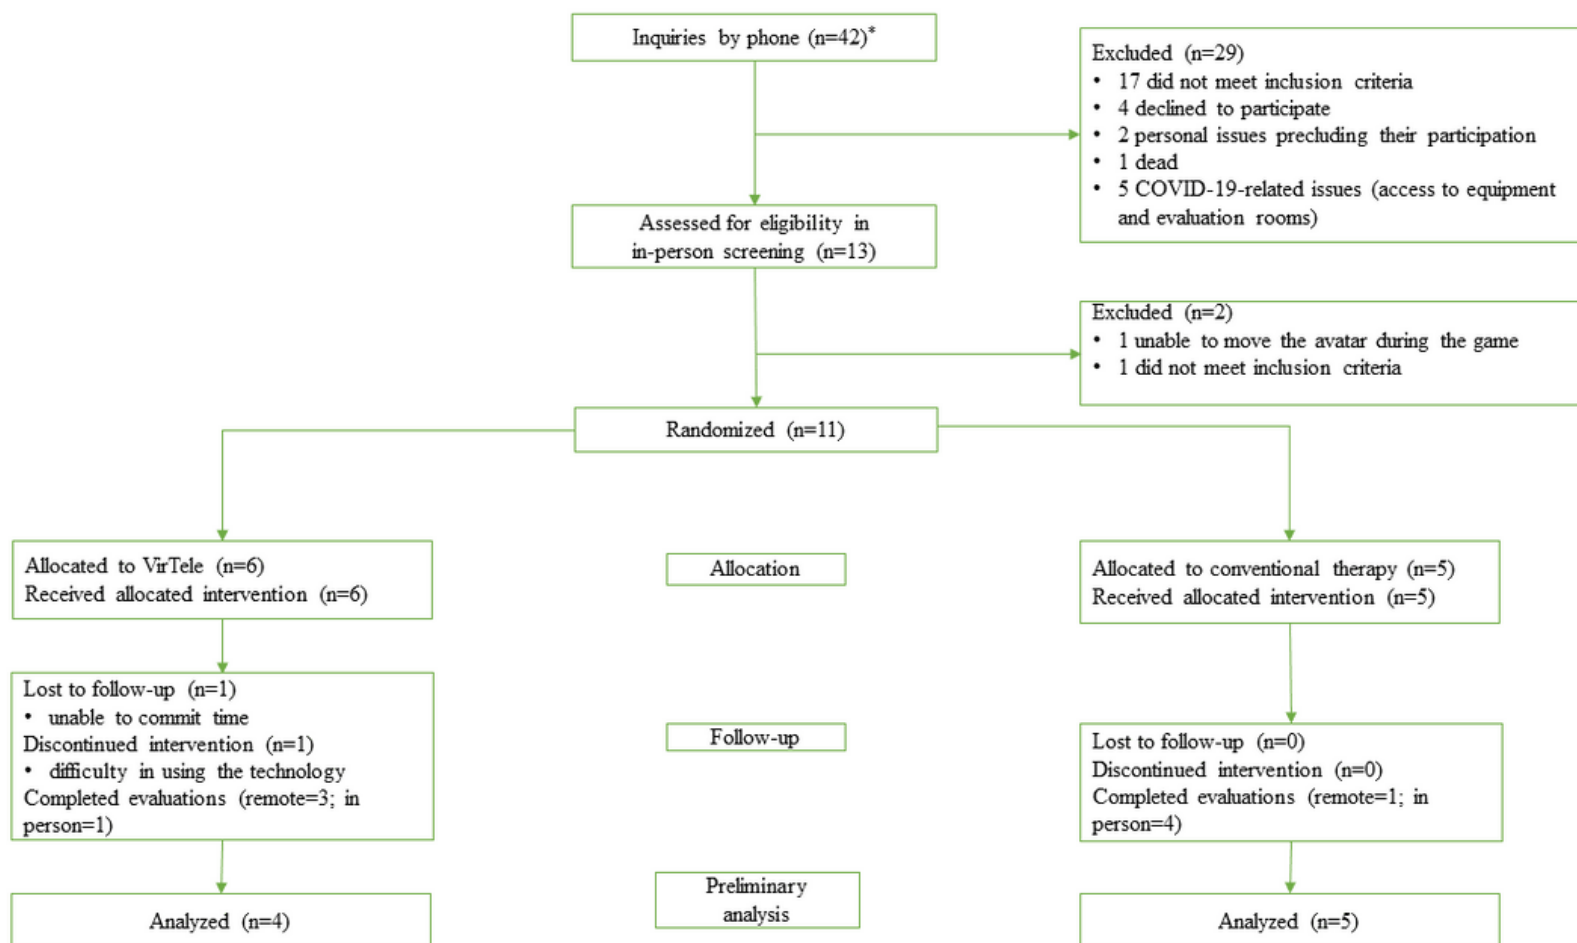 Inquiries by phone (n=42)*
Excluded (n=29)
• 17 did not meet inclusion criteria
• 4 declined to participate
• 2 personal issues precluding their participation
• 1 dead
• 5 COVID-19-related issues (access to equipment
and evaluation rooms)
Assessed for eligibility in
in-person screening (n=13)
Excluded (n=2)
• 1 unable to move the avatar during the game
• 1 did not meet inclusion criteria
Randomized (n=11)
Allocated to VirTele (n=6)
Received allocated intervention (n=6)
Allocation
Allocated to conventional therapy (n=5)
Received allocated intervention (n=5)
Lost to follow-up (n=1)
• unable to commit time
Discontinued intervention (n=1)
• difficulty in using the technology
Completed evaluations (remote=3; in
person=1)
Follow-up
Lost to follow-up (n=0)
Discontinued intervention (n=0)
Completed evaluations (remote=1; in
person=4)
Analyzed (n=4)
Preliminary
analysis
Analyzed (n=5)